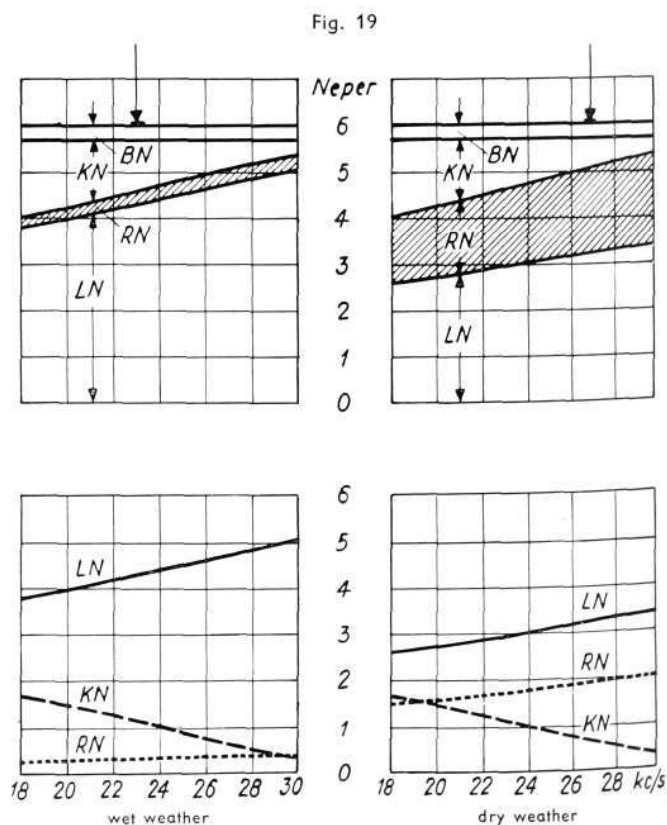 Fig. 19
Neper
6
5
4
3
2
1
0
BN
KN
RN
LN
BN
KN
RN
LN
6
5
4
3
2
1
0
LN
KN
RN
LN
RN
KN
18 20 22 24 26 28 30
18 20 22 24 26 28 kc/s
wet weather
dry weather